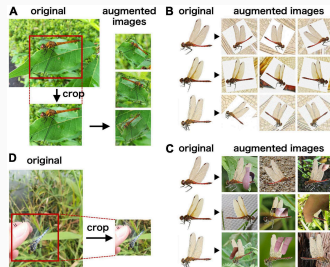 A
original
augmented
images
crop
B
original
augmented images
C
original
augmented images
D
original
crop